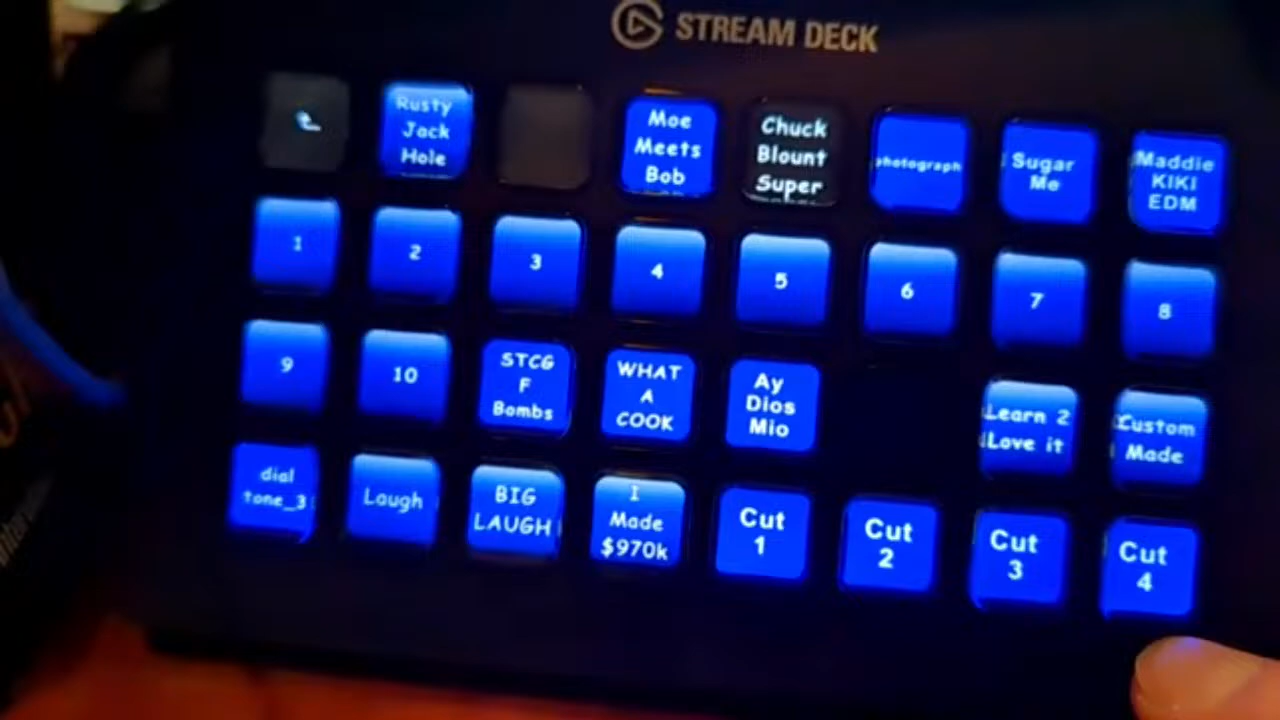 STREAM DECK
Rusty
Jack
Hole
Moe
Meets
Bob
Chuck
Blount
Super
photograph
Sugar
Me
Maddie
KIKI
EDM
1
2
3
4
5
6
7
8
9
10
STCG
F
Bombs
WHAT
A
COOK
Ay
Dios
Mio
Learn 2
Love it
Custom
Made
dial
tone_3
Laugh
BIG
LAUGH
I
Made
$970k
Cut
1
Cut
2
Cut
3
Cut
4